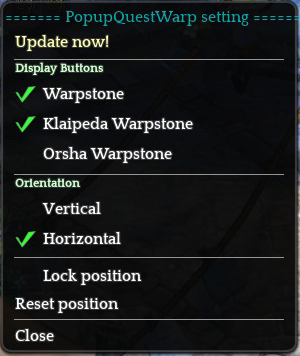 ======= PopupQuestWarp setting ======
Update now!
Display Buttons
Warpstone
Klaipeda Warpstone
Orsha Warpstone
Orientation
Vertical
Horizontal
Lock position
Reset position
Close